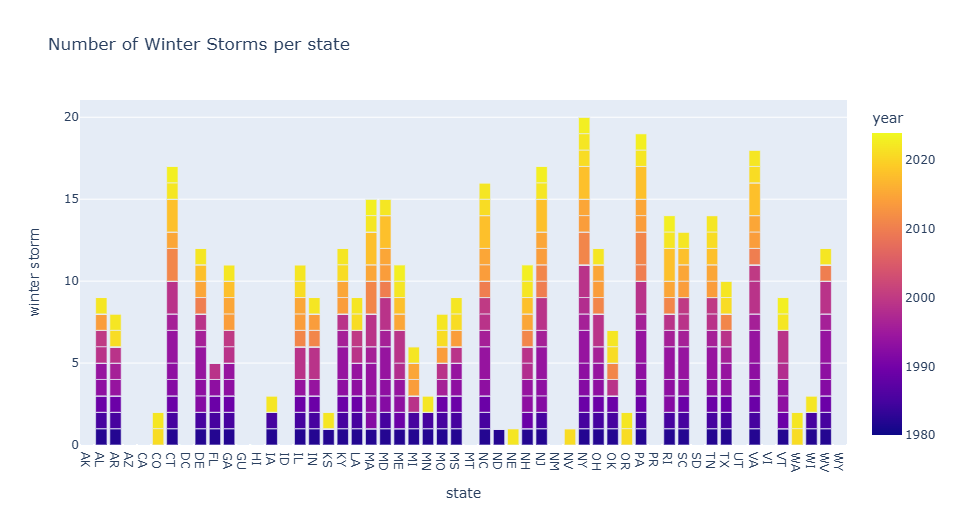 Number of Winter Storms per state
year
20
15
10
5
0
winter storm
2020
2010
2000
1990
1980
AK AL AR AZ CA CO CT DC DE FL GA GU HI IA ID IL IN KS KY LA MA MD ME MI MN MO MS MT NC ND NE NH NJ NM NV NY OH OK OR PA PR RI SC SD TN TX UT VA VI VT WA WI WV WY
state